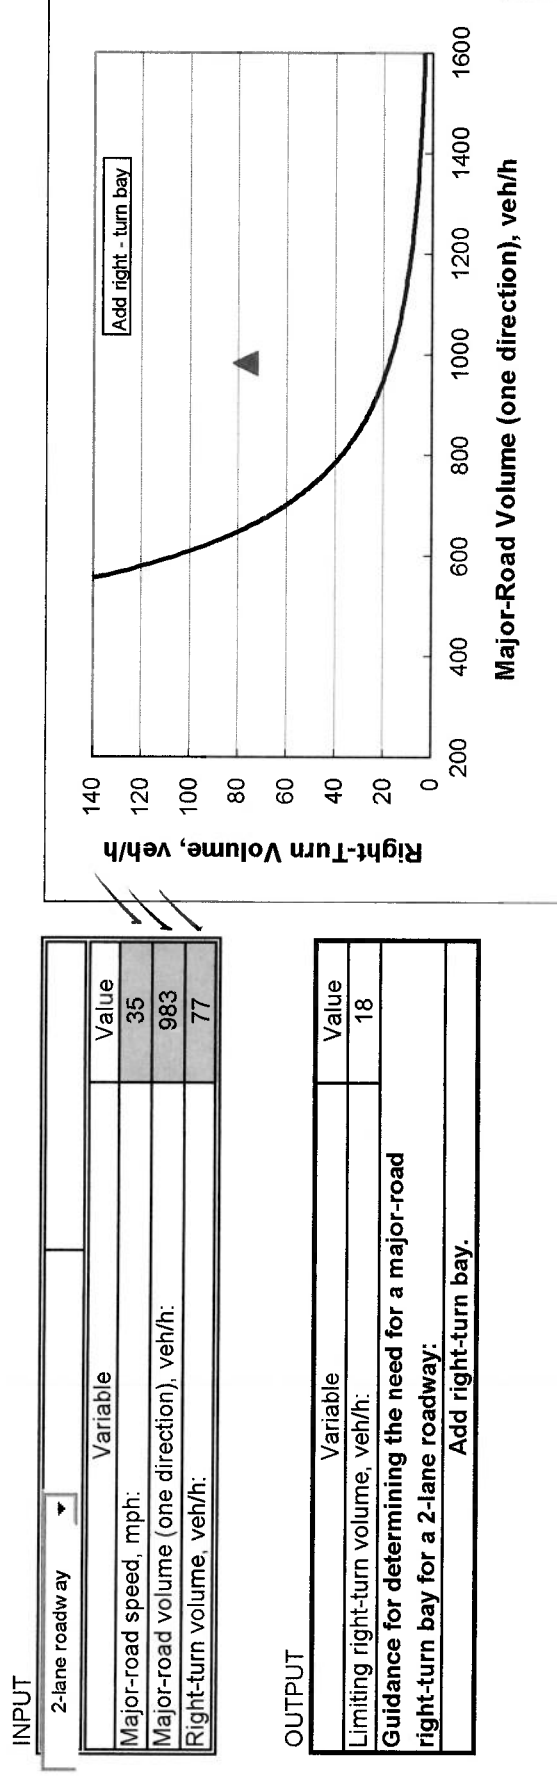 INPUT
2-lane roadway
Variable Value
Major-road speed, mph: 35
Major-road volume (one direction), veh/h: 983
Right-turn volume, veh/h: 77
OUTPUT
Variable Value
Limiting right-turn volume, veh/h: 18
Guidance for determining the need for a major-road
right-turn bay for a 2-lane roadway:
Add right-turn bay.
Right-Turn Volume, veh/h
140
120
100
80
60
40
20
0
Add right - turn bay
200 400 600 800 1000 1200 1400 1600
Major-Road Volume (one direction), veh/h